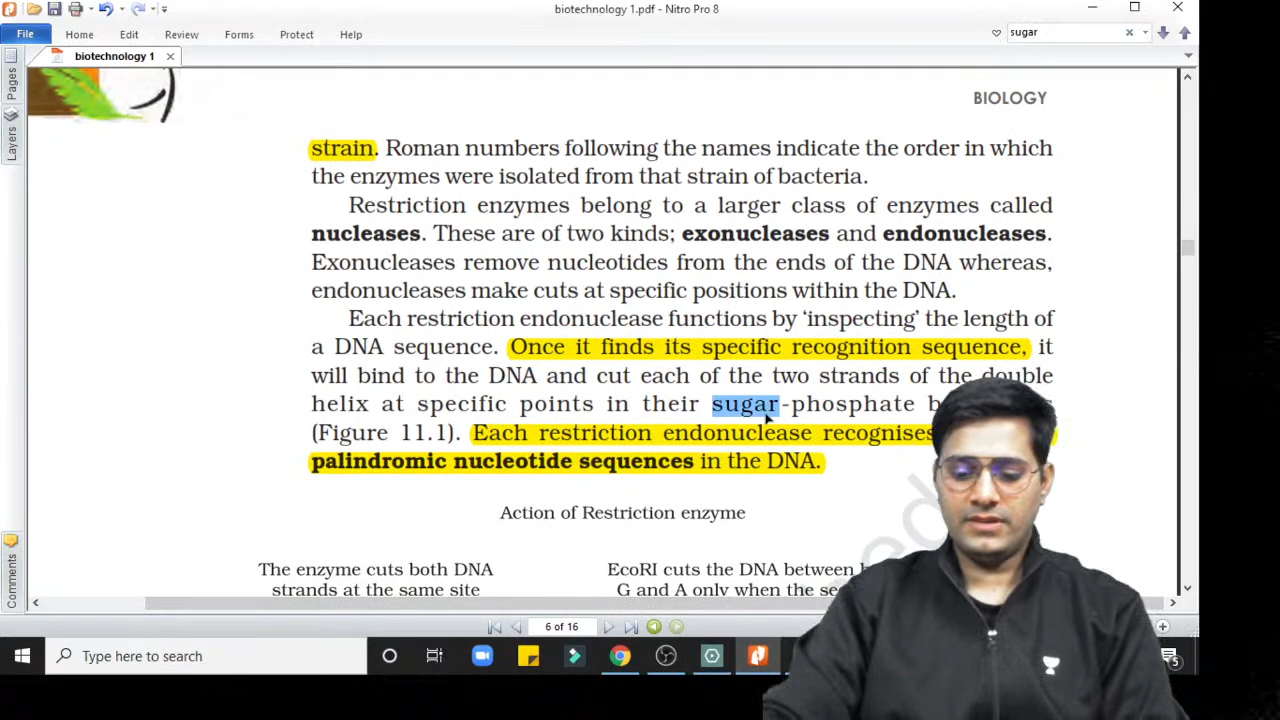 biotechnology 1.pdf - Nitro Pro 8
File Home Edit Review Forms Protect Help
sugar
biotechnology 1
Pages
Layers
Comments
BIOLOGY
strain. Roman numbers following the names indicate the order in which
the enzymes were isolated from that strain of bacteria.
Restriction enzymes belong to a larger class of enzymes called
nucleases. These are of two kinds; exonucleases and endonucleases.
Exonucleases remove nucleotides from the ends of the DNA whereas,
endonucleases make cuts at specific positions within the DNA.
Each restriction endonuclease functions by ‘inspecting’ the length of
a DNA sequence. Once it finds its specific recognition sequence, it
will bind to the DNA and cut each of the two strands of the double
helix at specific points in their sugar-phosphate
(Figure 11.1). Each restriction endonuclease recognises
palindromic nucleotide sequences in the DNA.
Action of Restriction enzyme
The enzyme cuts both DNA
strands at the same site
EcoRI cuts the DNA between
G and A only when the
6 of 16
Type here to search
5